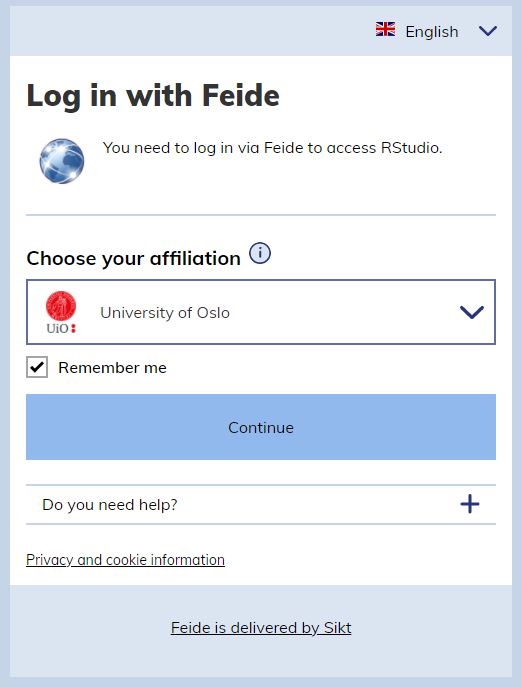 English
Log in with Feide
You need to log in via Feide to access RStudio.
Choose your affiliation
UiO:
University of Oslo
Remember me
Continue
Do you need help?
Privacy and cookie information
Feide is delivered by Sikt